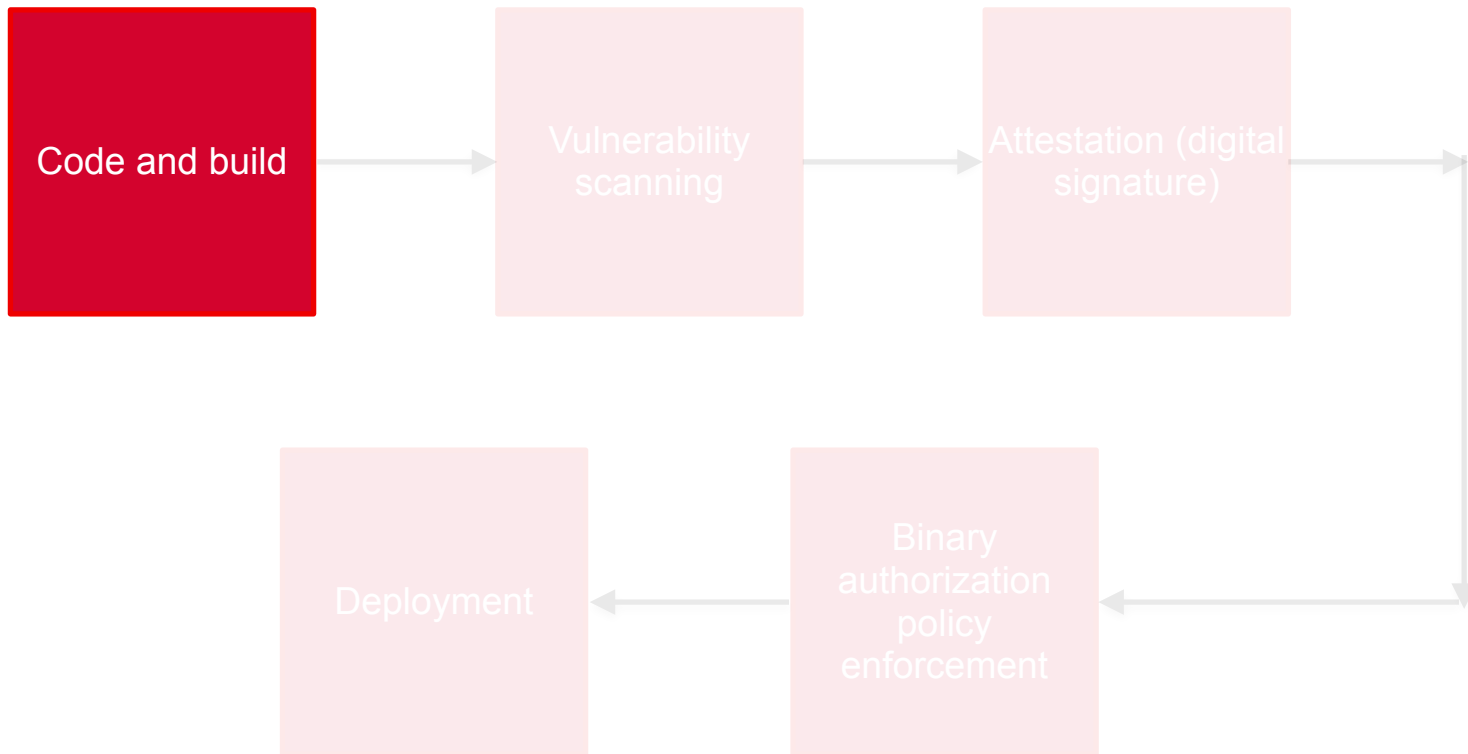 Code and build
Vulnerability
scanning
Attestation (digital
signature)
Binary
authorization
policy
enforcement
Deployment